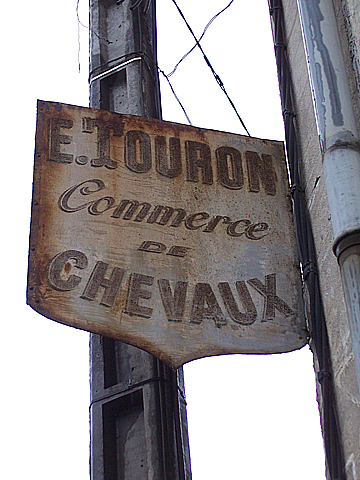 E. TOURON
Commerce
DE
CHEVAUX